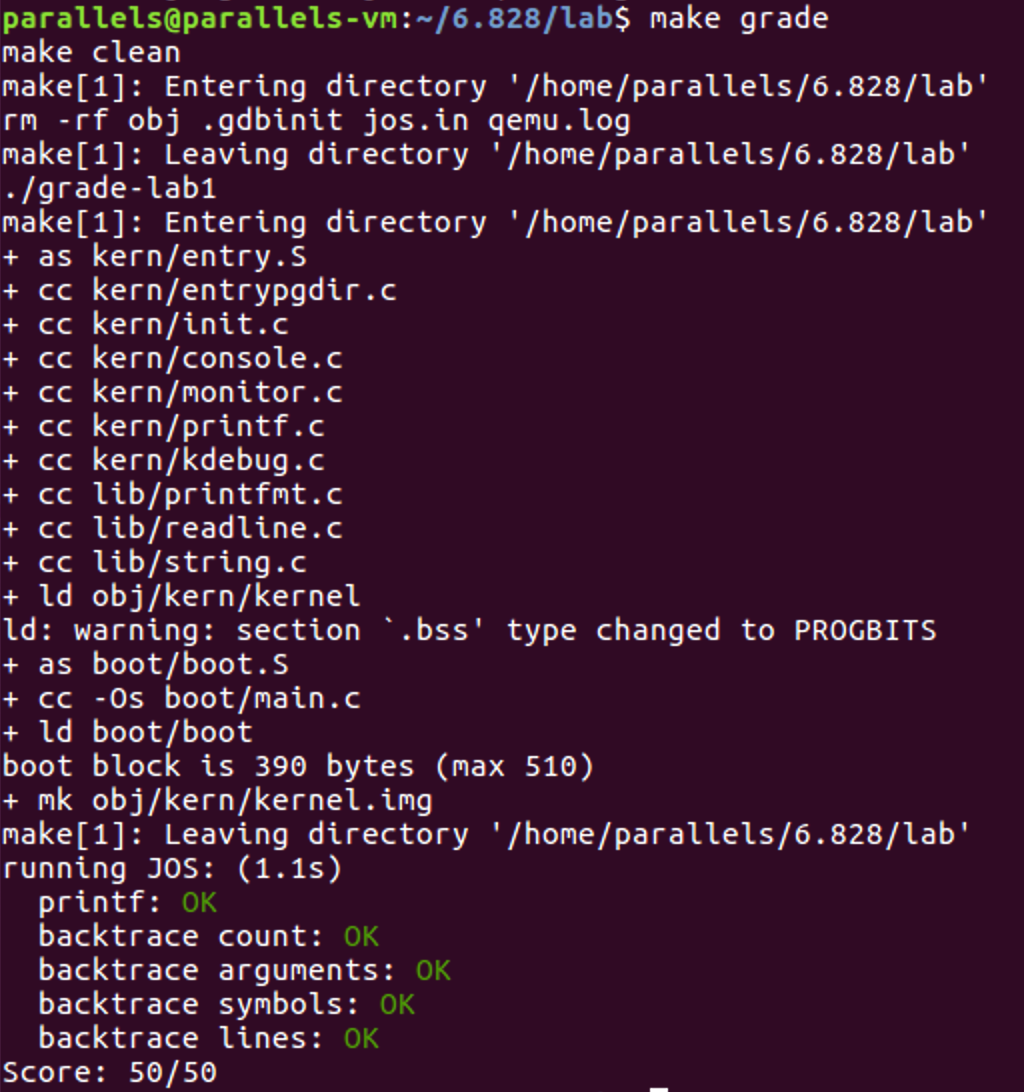 parallels@parallels-vm:~/6.828/lab$ make grade
make clean
make[1]: Entering directory '/home/parallels/6.828/lab'
rm -rf obj .gdbinit jos.in qemu.log
make[1]: Leaving directory '/home/parallels/6.828/lab'
./grade-lab1
make[1]: Entering directory '/home/parallels/6.828/lab'
+ as kern/entry.S
+ cc kern/entrypgdir.c
+ cc kern/init.c
+ cc kern/console.c
+ cc kern/monitor.c
+ cc kern/printf.c
+ cc kern/kdebug.c
+ cc lib/printfmt.c
+ cc lib/readline.c
+ cc lib/string.c
+ ld obj/kern/kernel
ld: warning: section `.bss' type changed to PROGBITS
+ as boot/boot.S
+ cc -Os boot/main.c
+ ld boot/boot
boot block is 390 bytes (max 510)
+ mk obj/kern/kernel.img
make[1]: Leaving directory '/home/parallels/6.828/lab'
running JOS: (1.1s)
  printf: OK
  backtrace count: OK
  backtrace arguments: OK
  backtrace symbols: OK
  backtrace lines: OK
Score: 50/50